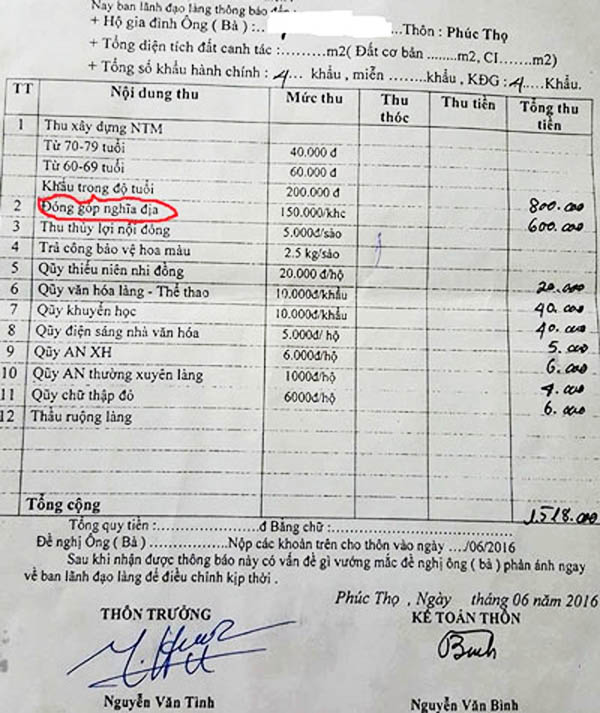 Nay ban lãnh đạo làng thông báo đến
+ Hộ gia đình Ông ( Bà ) : Thôn : Phúc Thọ
+ Tổng diện tích đất canh tác :..........m2( Đất cơ bản ........m2, CI.......m2)
+ Tổng số khẩu hành chính : 4 khẩu , miễn ........khẩu , KĐG : 4.....Khẩu.
TT Nội dung thu Mức thu Thu thóc Thu tiền Tổng thu tiền
1 Thu xây dựng NTM
Từ 70-79 tuổi 40.000 đ
Từ 60-69 tuổi 60.000 đ
Khẩu trong độ tuổi 200.000 đ 800.000
2 Đóng góp nghĩa địa 150.000/khc 600.000
3 Thu thủy lợi nội đồng 5.000đ/sào
4 Trả công bảo vệ hoa màu 2.5 kg/sào
5 Qũy thiếu niên nhi đồng 20.000 đ/hộ 20.000
6 Qũy văn hóa làng - Thể thao 10.000đ/khẩu 40.000
7 Qũy khuyến học 10.000đ/khẩu 40.000
8 Qũy điện sáng nhà văn hóa 5.000đ/ hộ 5.000
9 Qũy AN XH 6.000đ/hộ 6.000
10 Qũy AN thường xuyên làng 1000đ/hộ 4.000
11 Qũy chữ thập đỏ 6000đ/hộ 6.000
12 Thầu ruộng làng
Tổng cộng 1.518.000
Tổng quy tiền :....................đ Bằng chữ :
Đề nghị Ông ( Bà ) Nộp các khoản trên cho thôn vào ngày ..../06/2016
Sau khi nhận được thông báo này có vấn đề gì vướng mắc đề nghị ông ( bà ) phản ánh ngay
về ban lãnh đạo làng để điều chỉnh kịp thời .
Phúc Thọ , Ngày tháng 06 năm 2016
THÔN TRƯỞNG KẾ TOÁN THÔN
Bình
Nguyễn Văn Tình Nguyễn Văn Bình